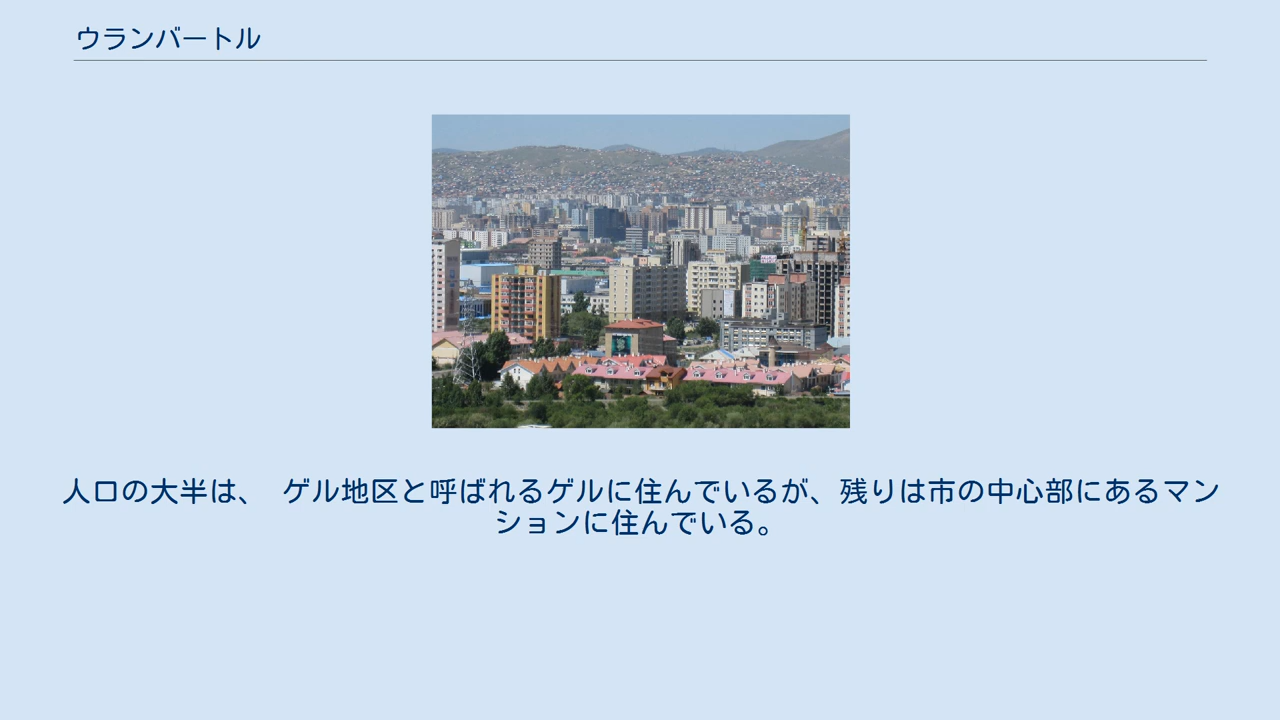 ウランバートル
人口の大半は、　ゲル地区と呼ばれるゲルに住んでいるが、残りは市の中心部にあるマン
ションに住んでいる。